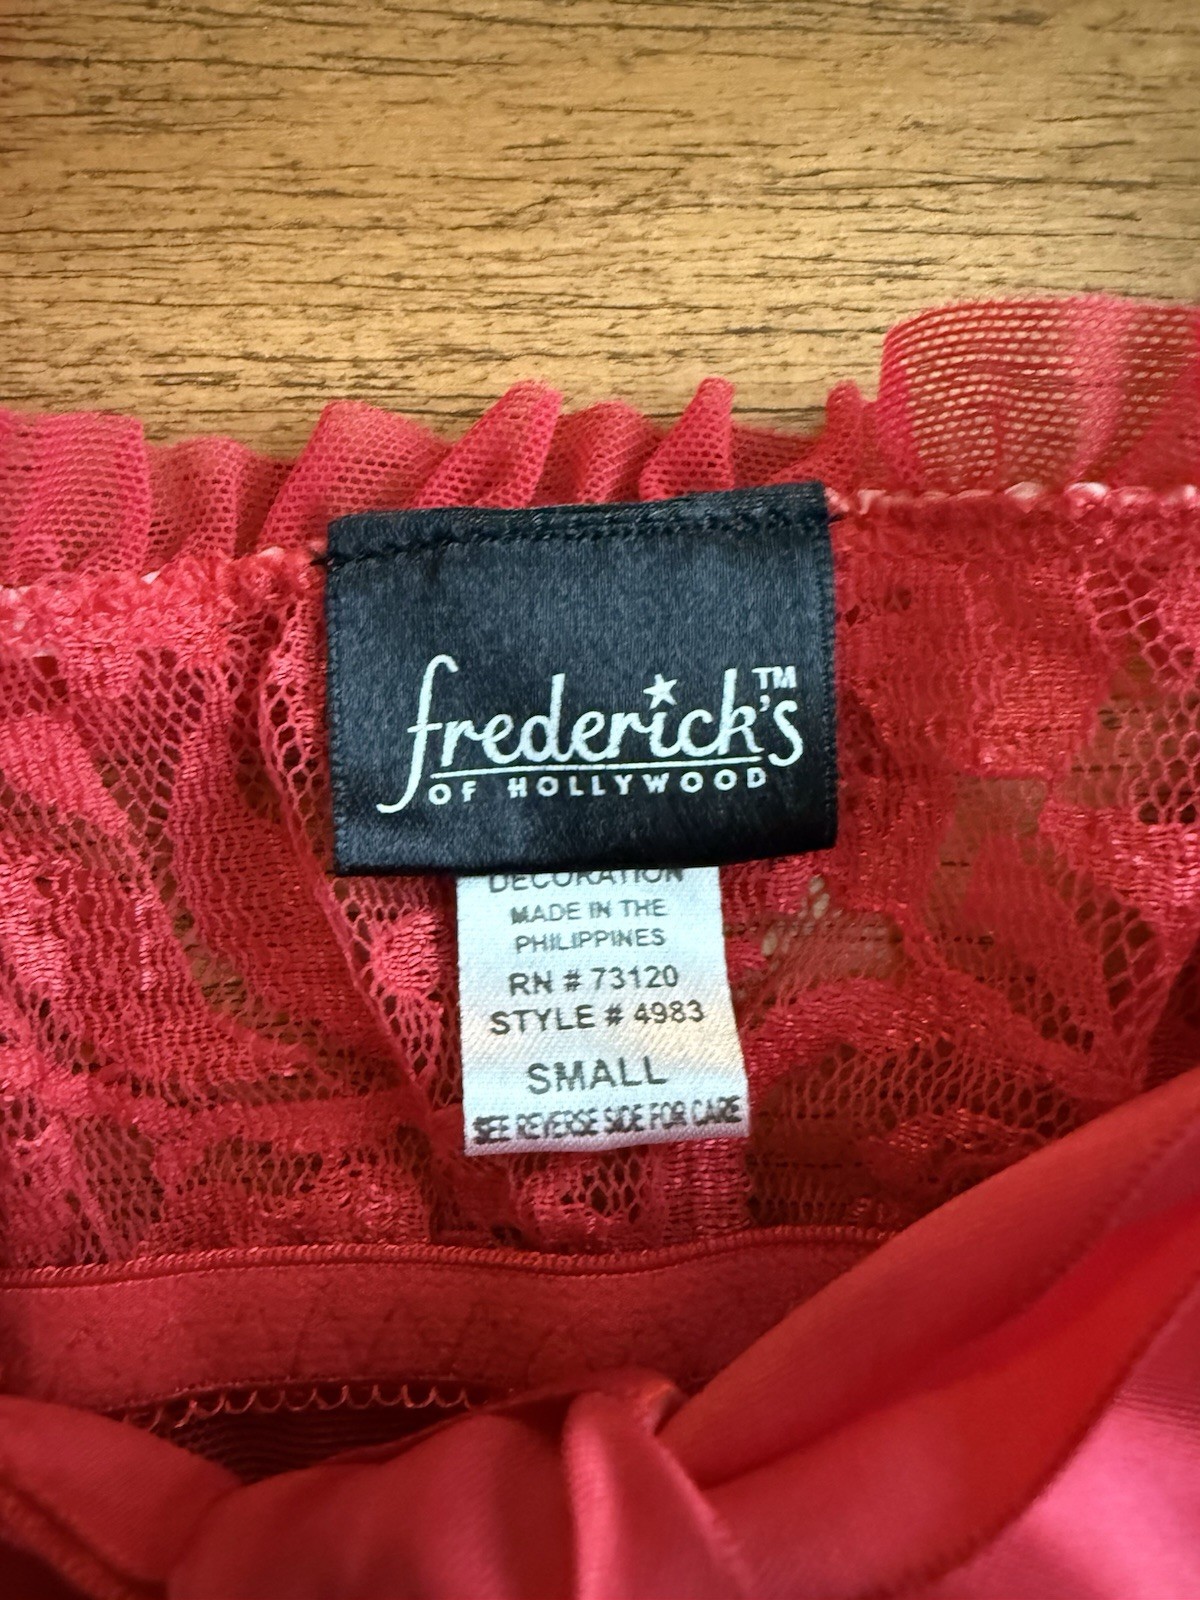 frederick's™
OF HOLLYWOOD
DECORATION
MADE IN THE
PHILIPPINES
RN # 73120
STYLE # 4983
SMALL
SEE REVERSE SIDE FOR CARE